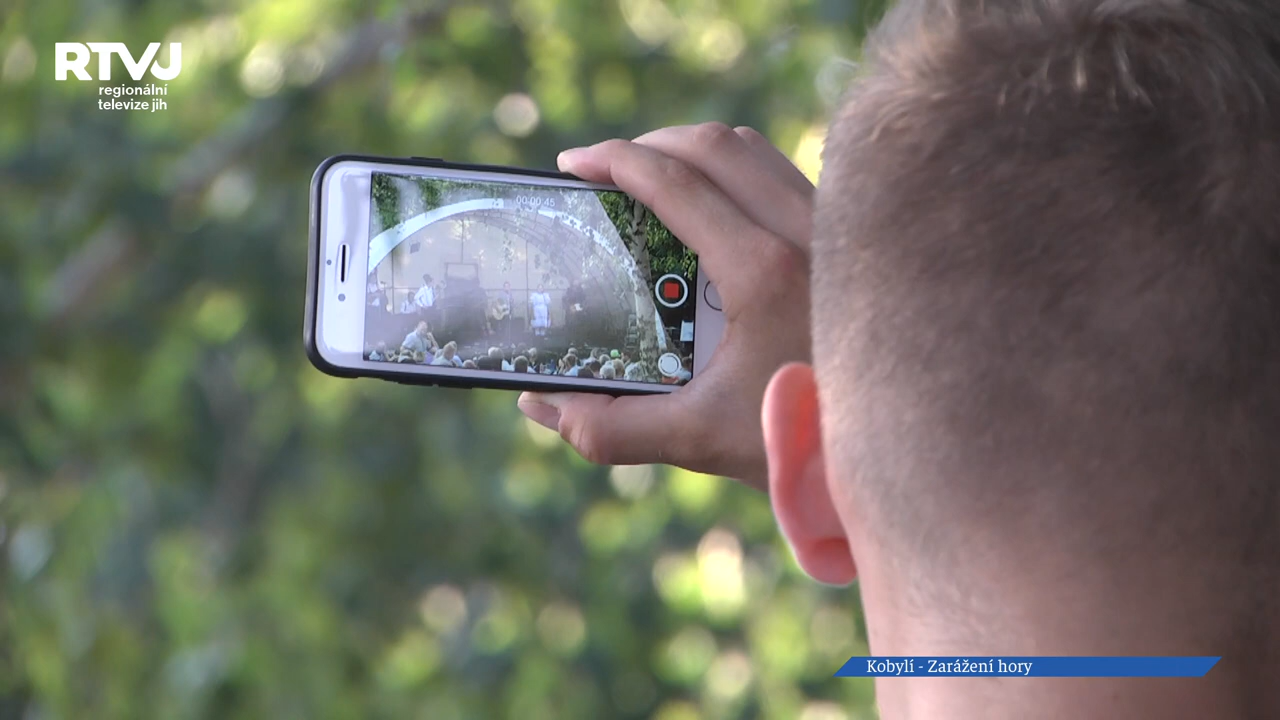 RTVJ
regionální
televize jih
00:00:45
Kobylí - Zarážení hory